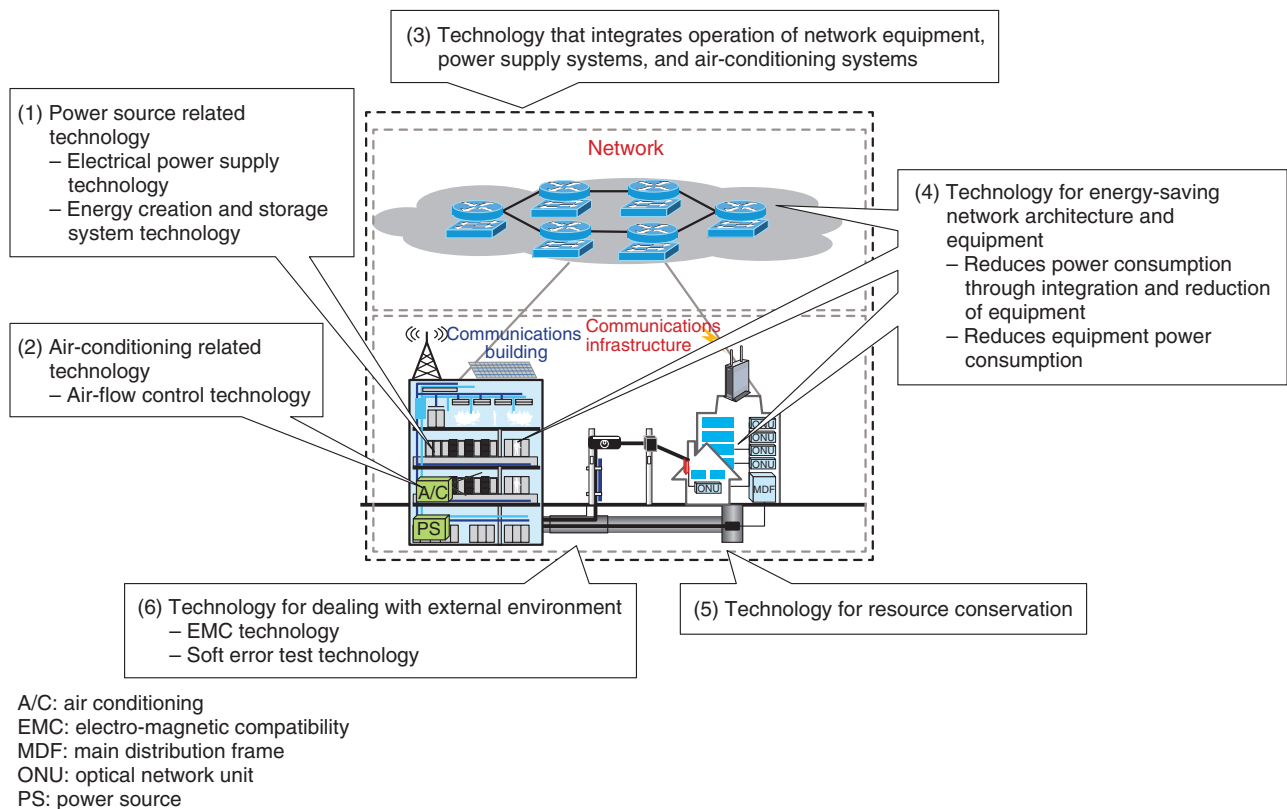 (3) Technology that integrates operation of network equipment,
power supply systems, and air-conditioning systems
(1) Power source related
technology
– Electrical power supply
technology
– Energy creation and storage
system technology
(2) Air-conditioning related
technology
– Air-flow control technology
Network
(4) Technology for energy-saving
network architecture and
equipment
– Reduces power consumption
through integration and reduction
of equipment
– Reduces equipment power
consumption
Communications
building
Communications
infrastructure
A/C
PS
ONU
ONU
ONU
ONU
ONU
MDF
(6) Technology for dealing with external environment
– EMC technology
– Soft error test technology
(5) Technology for resource conservation
A/C: air conditioning
EMC: electro-magnetic compatibility
MDF: main distribution frame
ONU: optical network unit
PS: power source